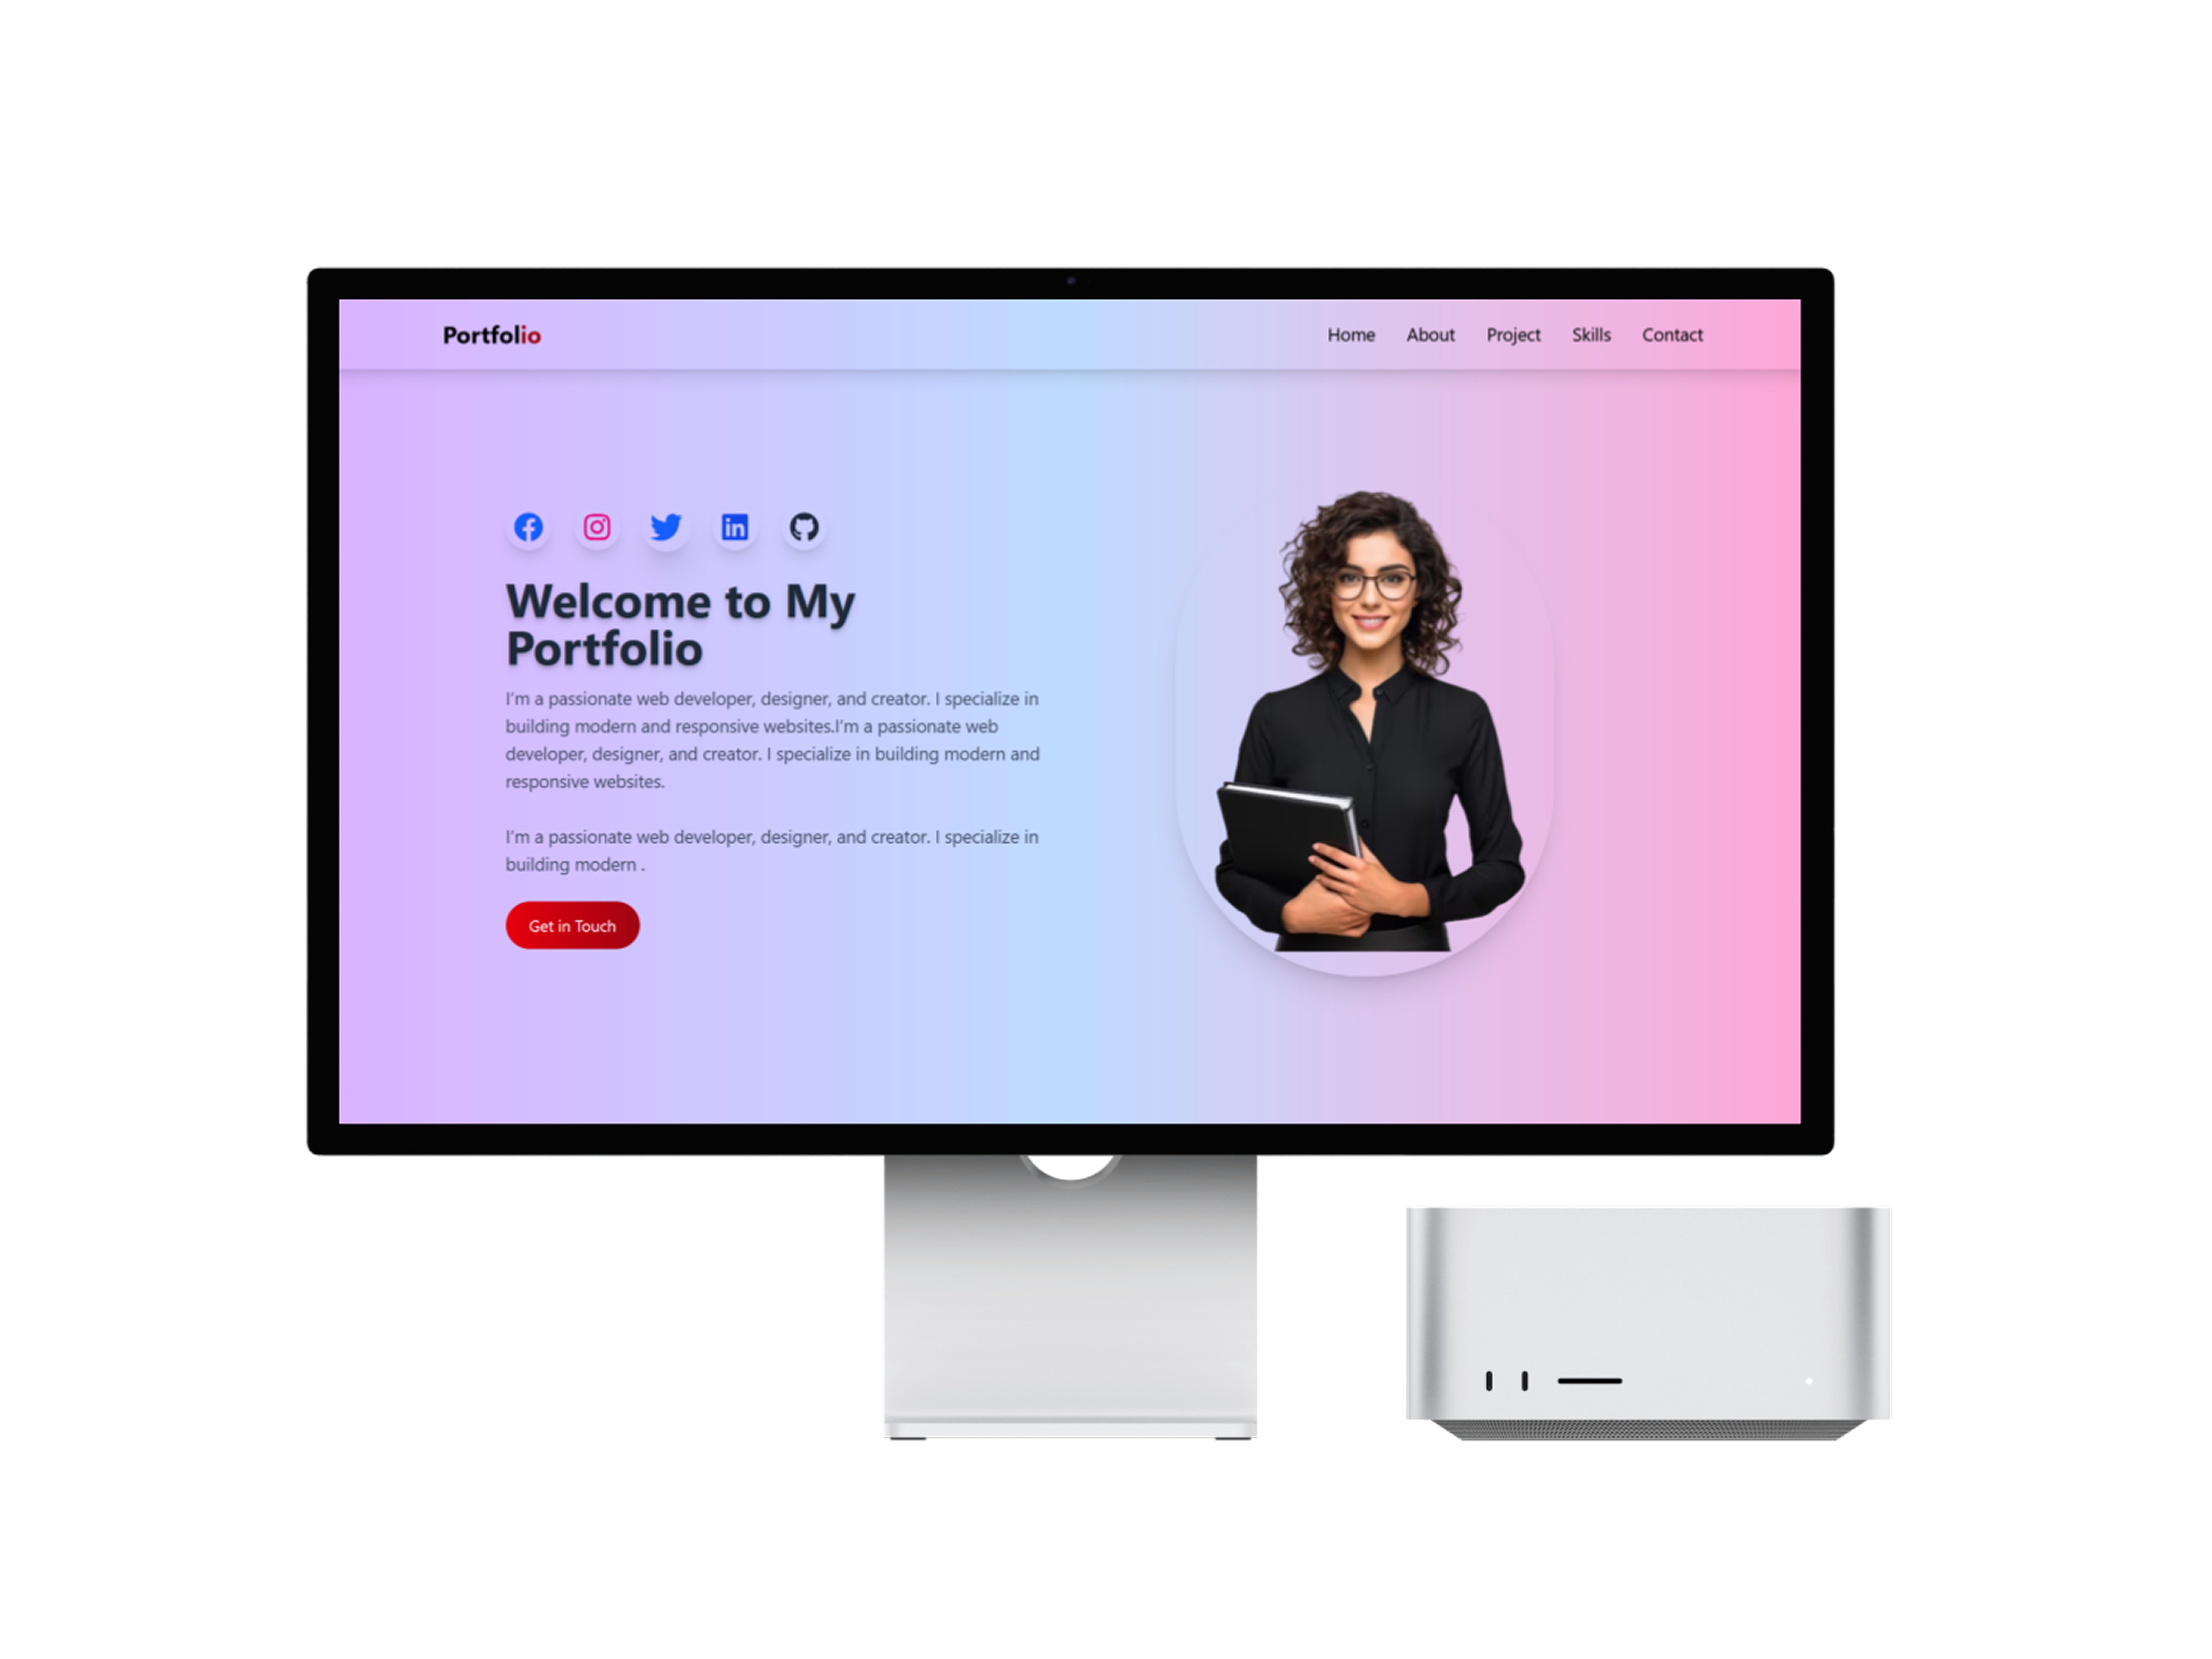 Portfolio
Home About Project Skills Contact
Welcome to My
Portfolio
I'm a passionate web developer, designer, and creator. I specialize in
building modern and responsive websites.I'm a passionate web
developer, designer, and creator. I specialize in building modern and
responsive websites.
I'm a passionate web developer, designer, and creator. I specialize in
building modern .
Get in Touch